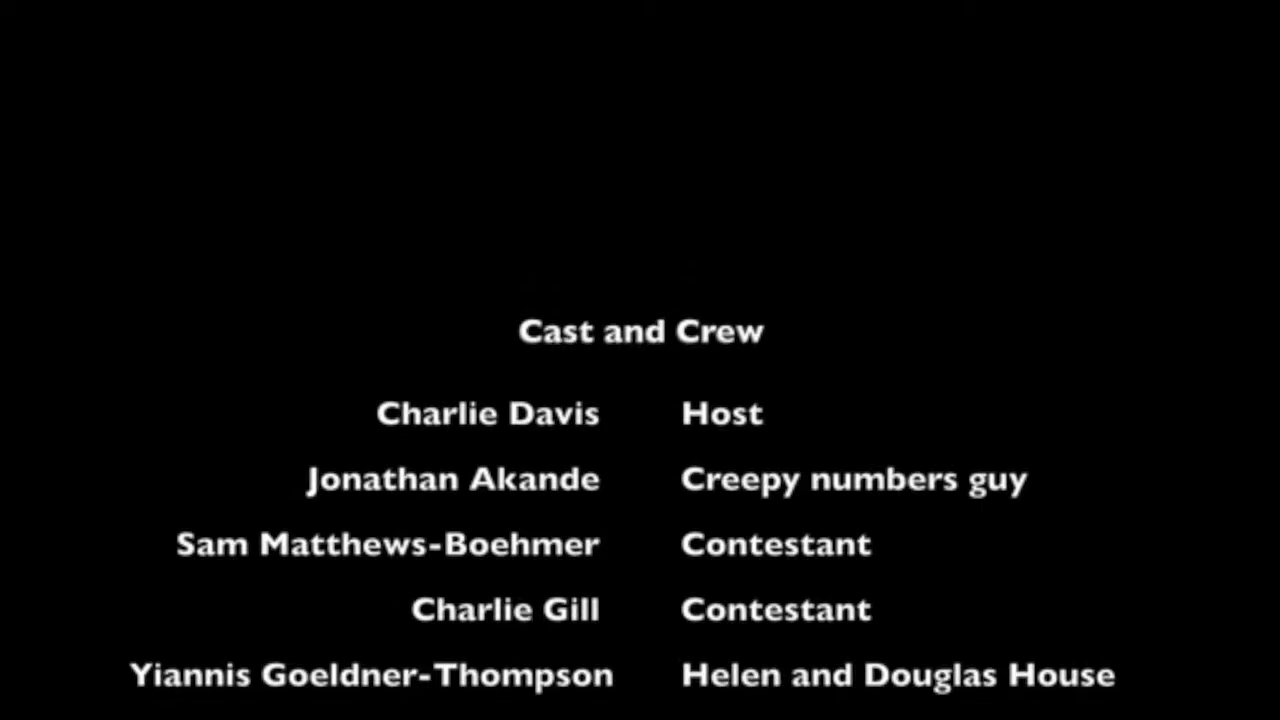 Cast and Crew
Charlie Davis Host
Jonathan Akande Creepy numbers guy
Sam Matthews-Boehmer Contestant
Charlie Gill Contestant
Yiannis Goeldner-Thompson Helen and Douglas House